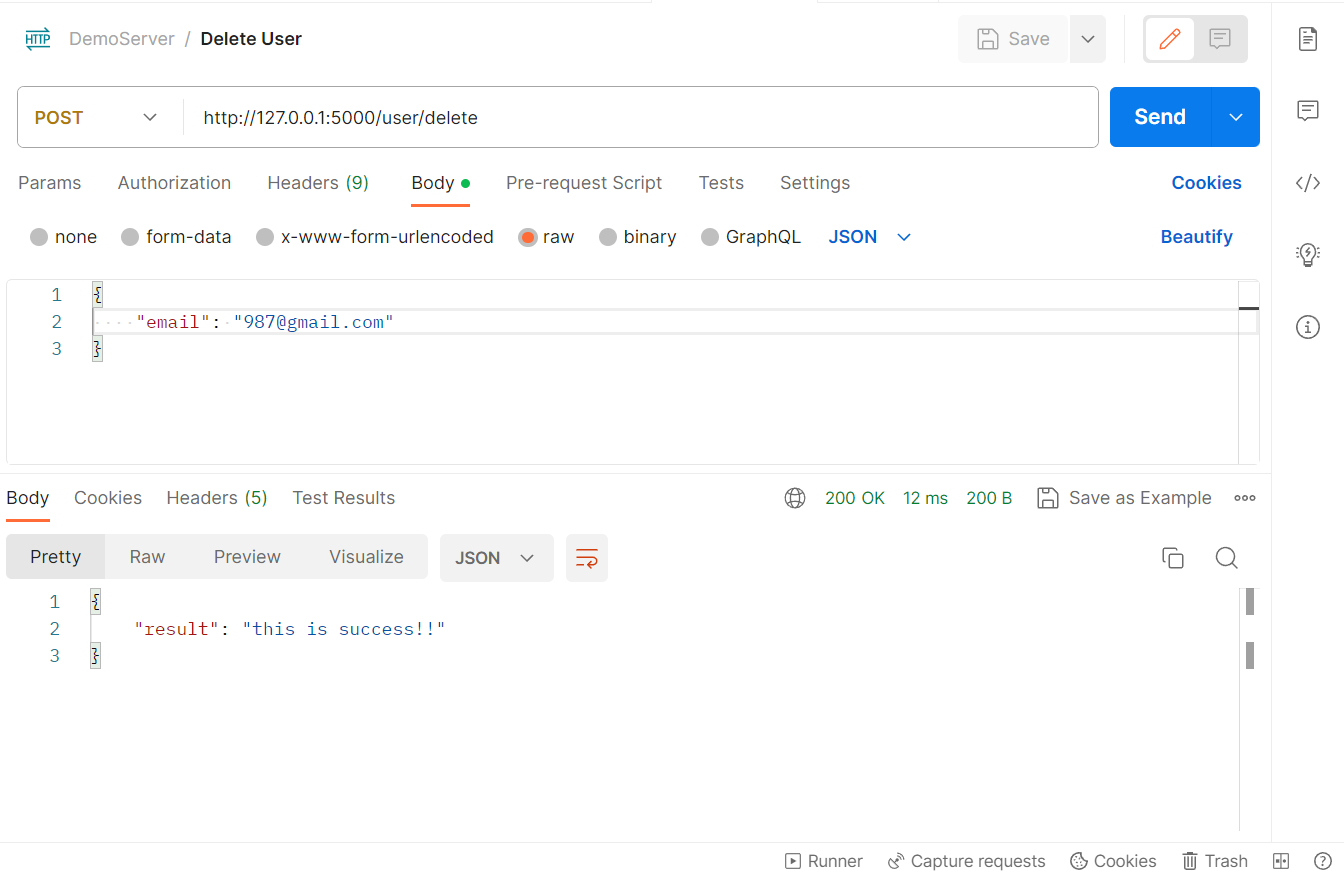 HTTP DemoServer / Delete User Save
POST http://127.0.0.1:5000/user/delete Send
Params Authorization Headers (9) Body Pre-request Script Tests Settings Cookies
none form-data x-www-form-urlencoded raw binary GraphQL JSON Beautify
1 {
2 "email": "987@gmail.com"
3 }
Body Cookies Headers (5) Test Results 200 OK 12 ms 200 B Save as Example
Pretty Raw Preview Visualize JSON
1 {
2 "result": "this is success!!"
3 }
Runner Capture requests Cookies Trash